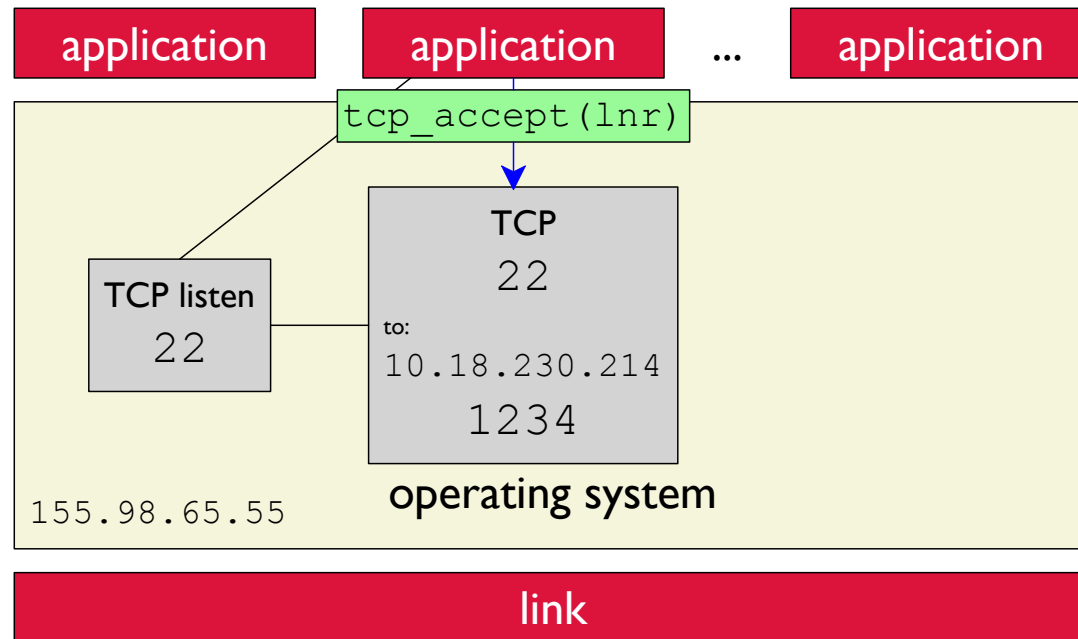 application
application
...
application
tcp_accept(lnr)
TCP
22
to:
10.18.230.214
1234
TCP listen
22
operating system
155.98.65.55
link